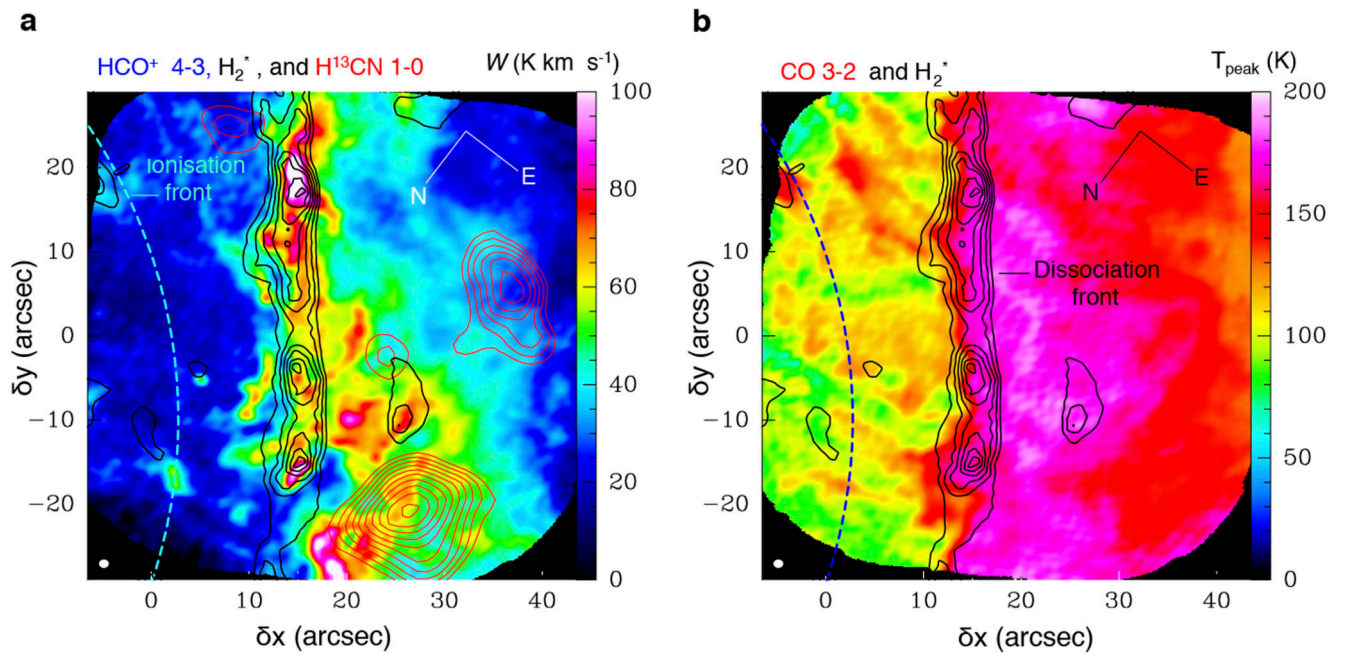 a
HCO⁺ 4-3, H₂*, and H¹³CN 1-0 W (K km s⁻¹)
Ionisation
front
N
E
20
10
0
−10
−20
δy (arcsec)
0 10 20 30 40
δx (arcsec)
100
80
60
40
20
0
b
CO 3-2 and H₂* Tpeak (K)
N
E
Dissociation
front
20
10
0
−10
−20
δy (arcsec)
0 10 20 30 40
δx (arcsec)
200
150
100
50
0